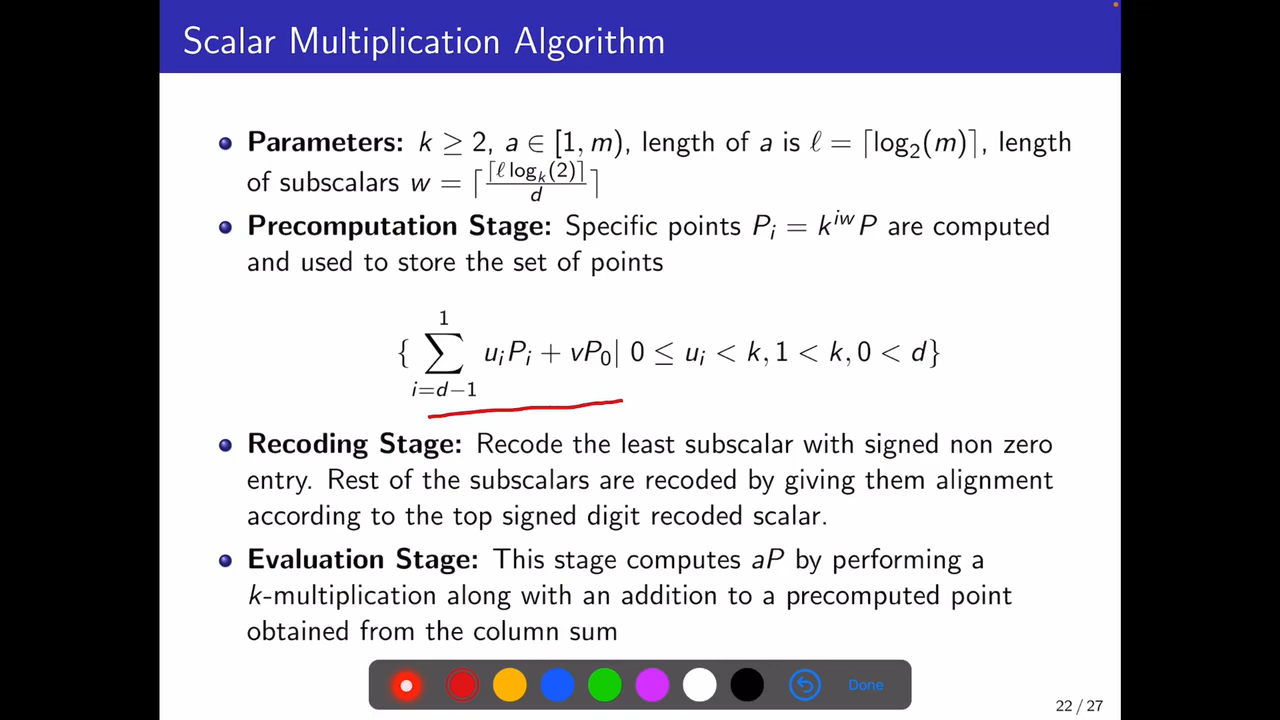 Scalar Multiplication Algorithm
Parameters: k ≥ 2, a ∈ [1, m), length of a is ℓ = ⌈log₂(m)⌉, length
of subscalars w = ⌈⌈ℓ logₖ(2)⌉/d⌉
Precomputation Stage: Specific points Pᵢ = kⁱʷP are computed
and used to store the set of points
{ ∑_{i=d−1}^{1} uᵢPᵢ + vP₀| 0 ≤ uᵢ < k, 1 < k, 0 < d}
Recoding Stage: Recode the least subscalar with signed non zero
entry. Rest of the subscalars are recoded by giving them alignment
according to the top signed digit recoded scalar.
Evaluation Stage: This stage computes aP by performing a
k-multiplication along with an addition to a precomputed point
obtained from the column sum
Done
22 / 27